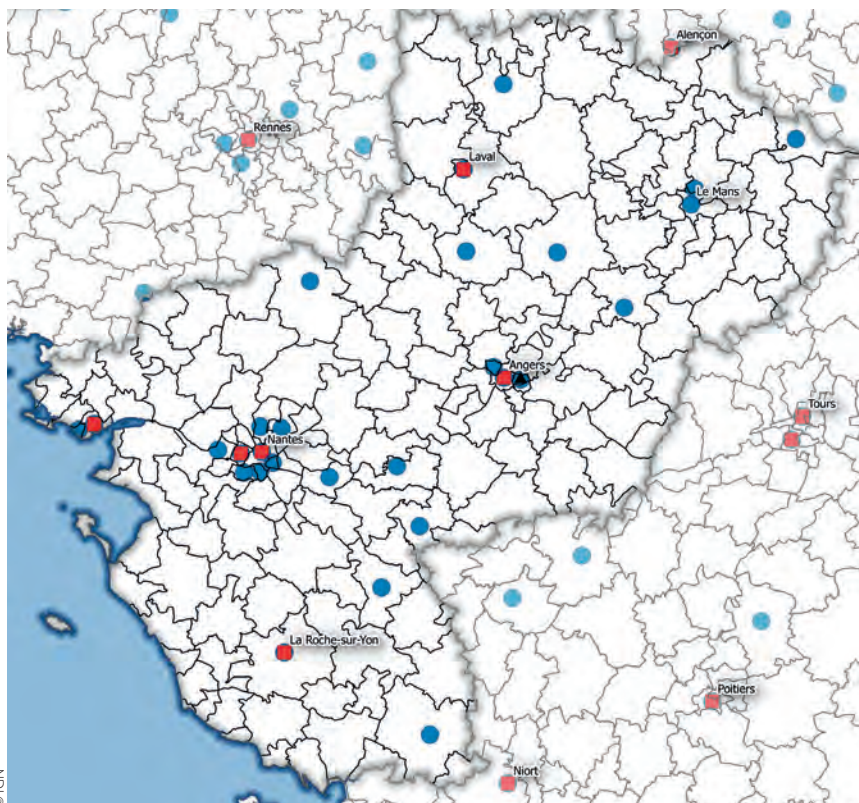 Alençon
Rennes
Laval
Le Mans
Angers
Tours
Nantes
La Roche-sur-Yon
Poitiers
Niort